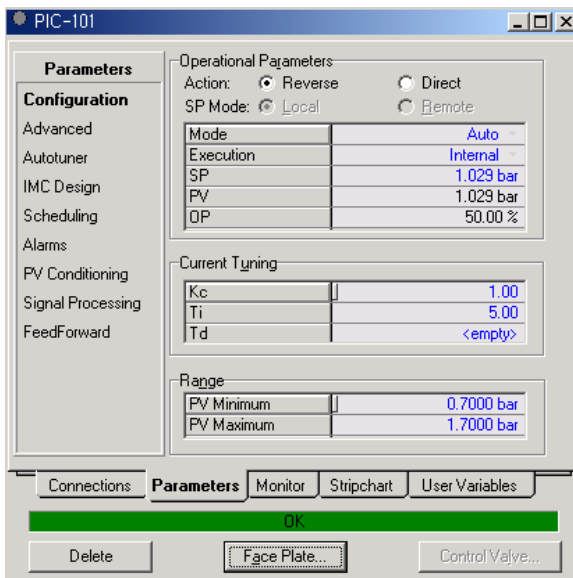 PIC-101
Parameters
Configuration
Advanced
Autotuner
IMC Design
Scheduling
Alarms
PV Conditioning
Signal Processing
FeedForward
Operational Parameters
Action: Reverse Direct
SP Mode: Local Remote
Mode Auto
Execution Internal
SP 1.029 bar
PV 1.029 bar
OP 50.00 %
Current Tuning
Kc 1.00
Ti 5.00
Td <empty>
Range
PV Minimum 0.7000 bar
PV Maximum 1.7000 bar
Connections Parameters Monitor Stripchart User Variables
OK
Delete Face Plate... Control Valve...